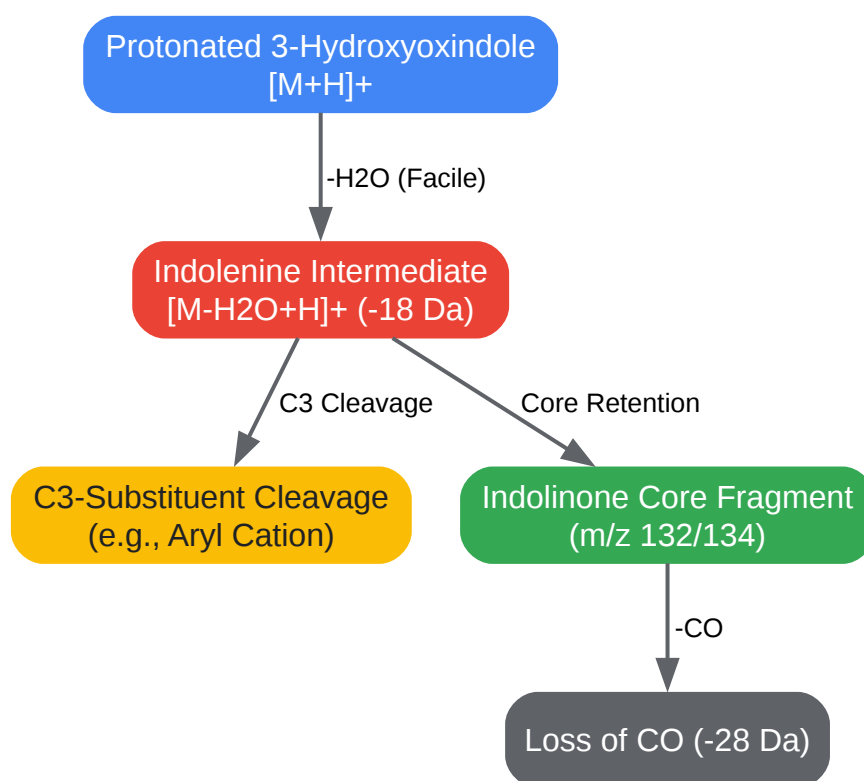 Protonated 3-Hydroxyoxindole
[M+H]+
-H2O (Facile)
Indolenine Intermediate
[M-H2O+H]+ (-18 Da)
C3 Cleavage
Core Retention
C3-Substituent Cleavage
(e.g., Aryl Cation)
Indolinone Core Fragment
(m/z 132/134)
-CO
Loss of CO (-28 Da)